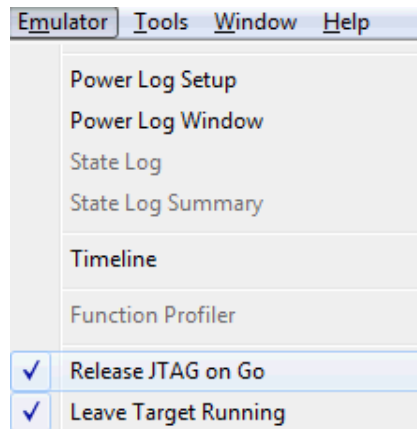 Emulator Tools Window Help
Power Log Setup
Power Log Window
State Log
State Log Summary
Timeline
Function Profiler
Release JTAG on Go
Leave Target Running